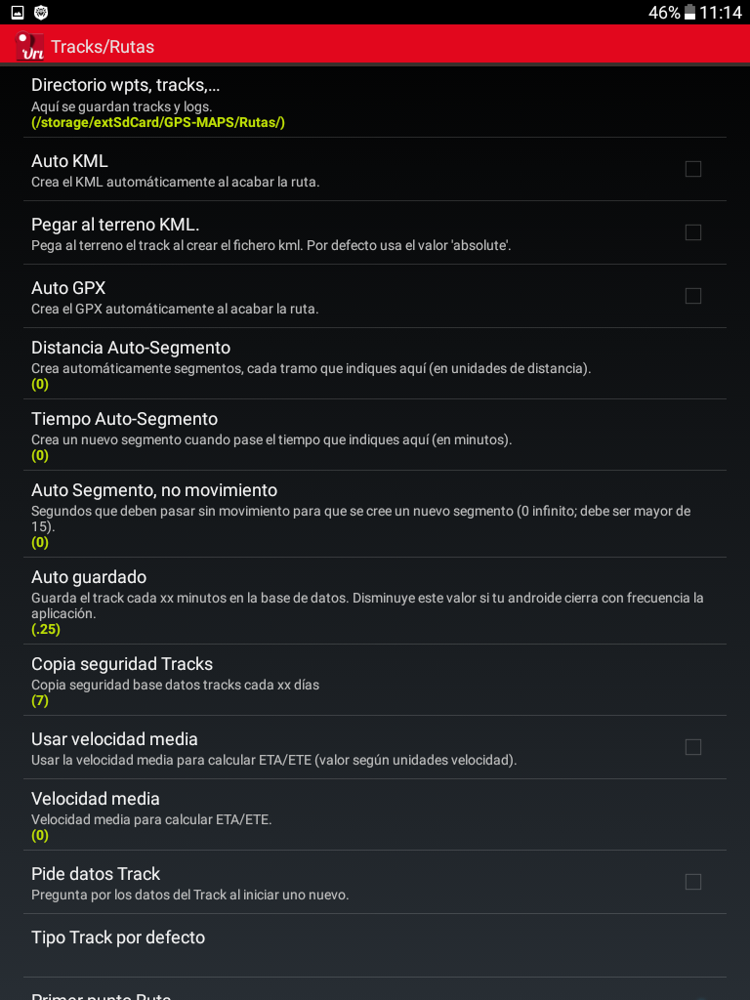 46% 11:14
'Uri Tracks/Rutas
Directorio wpts, tracks,...
Aquí se guardan tracks y logs.
(/storage/extSdCard/GPS-MAPS/Rutas/)
Auto KML
Crea el KML automáticamente al acabar la ruta.
Pegar al terreno KML.
Pega al terreno el track al crear el fichero kml. Por defecto usa el valor 'absolute'.
Auto GPX
Crea el GPX automáticamente al acabar la ruta.
Distancia Auto-Segmento
Crea automáticamente segmentos, cada tramo que indiques aquí (en unidades de distancia).
(0)
Tiempo Auto-Segmento
Crea un nuevo segmento cuando pase el tiempo que indiques aquí (en minutos).
(0)
Auto Segmento, no movimiento
Segundos que deben pasar sin movimiento para que se cree un nuevo segmento (0 infinito; debe ser mayor de
15).
(0)
Auto guardado
Guarda el track cada xx minutos en la base de datos. Disminuye este valor si tu androide cierra con frecuencia la
aplicación.
(.25)
Copia seguridad Tracks
Copia seguridad base datos tracks cada xx días
(7)
Usar velocidad media
Usar la velocidad media para calcular ETA/ETE (valor según unidades velocidad).
Velocidad media
Velocidad media para calcular ETA/ETE.
(0)
Pide datos Track
Pregunta por los datos del Track al iniciar uno nuevo.
Tipo Track por defecto
Primer punto Ruta